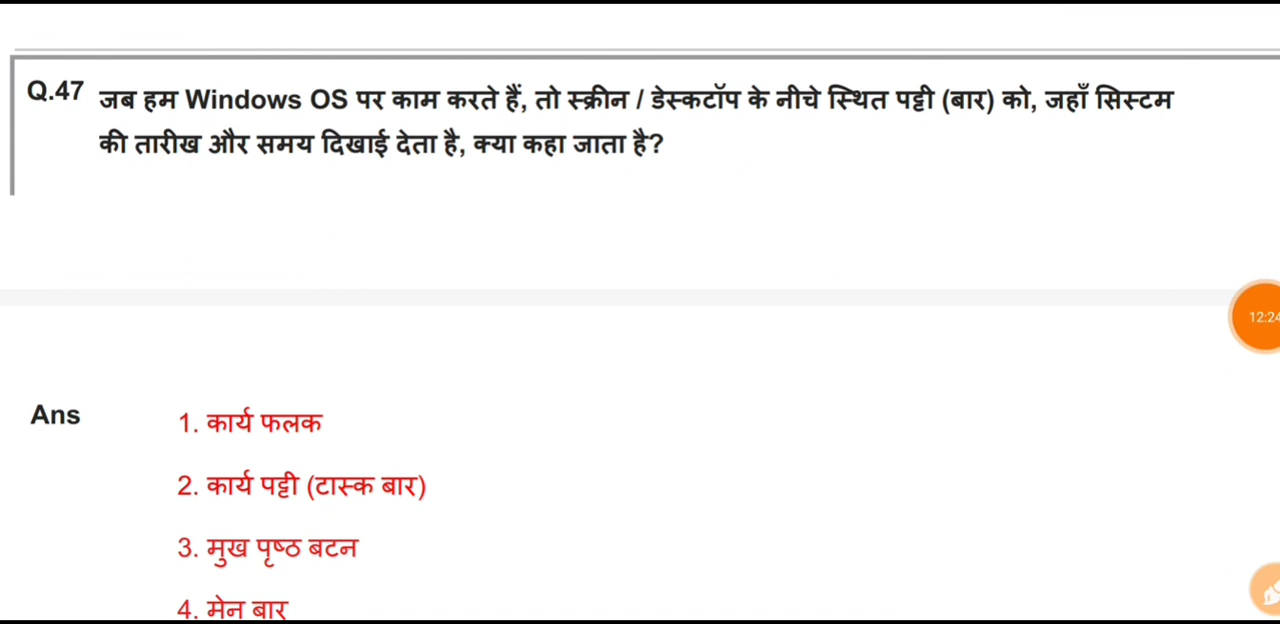 Q.47 जब हम Windows OS पर काम करते हैं, तो स्क्रीन / डेस्कटॉप के नीचे स्थित पट्टी (बार) को, जहाँ सिस्टम
की तारीख और समय दिखाई देता है, क्या कहा जाता है?
12:24
Ans 1. कार्य फलक
2. कार्य पट्टी (टास्क बार)
3. मुख पृष्ठ बटन
4. मेन बार